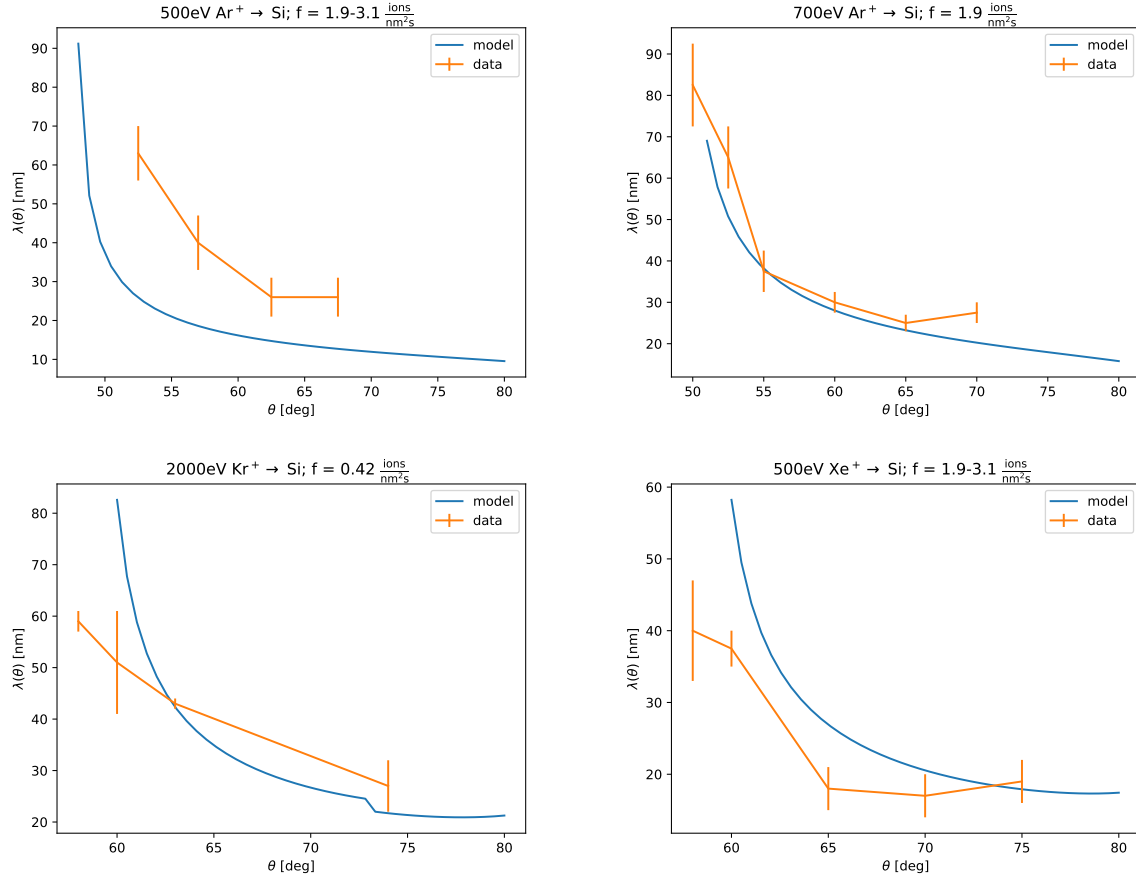 500eV Ar⁺ → Si; f = 1.9-3.1 ions/nm²s
model
data
90
80
70
60
50
40
30
20
10
λ(θ) [nm]
50 55 60 65 70 75 80
θ [deg]
700eV Ar⁺ → Si; f = 1.9 ions/nm²s
model
data
90
80
70
60
50
40
30
20
λ(θ) [nm]
50 55 60 65 70 75 80
θ [deg]
2000eV Kr⁺ → Si; f = 0.42 ions/nm²s
model
data
80
70
60
50
40
30
20
λ(θ) [nm]
60 65 70 75 80
θ [deg]
500eV Xe⁺ → Si; f = 1.9-3.1 ions/nm²s
model
data
60
50
40
30
20
λ(θ) [nm]
60 65 70 75 80
θ [deg]